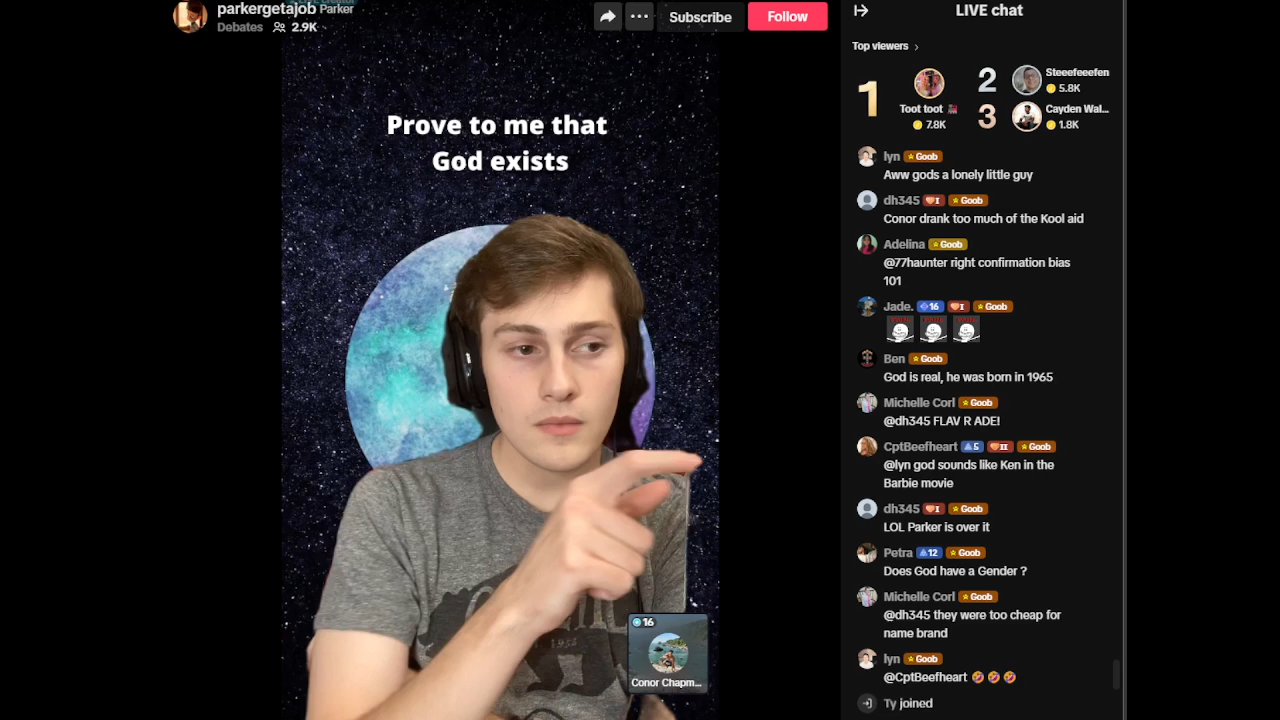 parkergetajob Parker
Debates 2.9K
Subscribe
Follow
Prove to me that
God exists
1956
16
Conor Chapm...
LIVE chat
Top viewers >
1
Toot toot
7.8K
2
Steeefeeefen
5.8K
3
Cayden Wal...
1.8K
lyn Goob
Aww gods a lonely little guy
dh345 I Goob
Conor drank too much of the Kool aid
Adelina Goob
@77haunter right confirmation bias
101
Jade. 16 I Goob
Ben Goob
God is real, he was born in 1965
Michelle Corl Goob
@dh345 FLAV R ADE!
CptBeefheart 5 II Goob
@lyn god sounds like Ken in the
Barbie movie
dh345 I Goob
LOL Parker is over it
Petra 12 Goob
Does God have a Gender ?
Michelle Corl Goob
@dh345 they were too cheap for
name brand
lyn Goob
@CptBeefheart 🤣 🤣 🤣
Ty joined